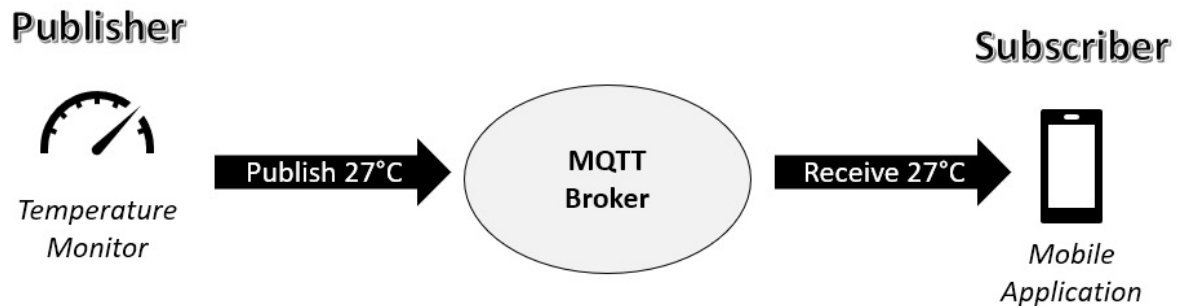 Publisher
Temperature
Monitor
Publish 27°C
MQTT
Broker
Receive 27°C
Subscriber
Mobile
Application